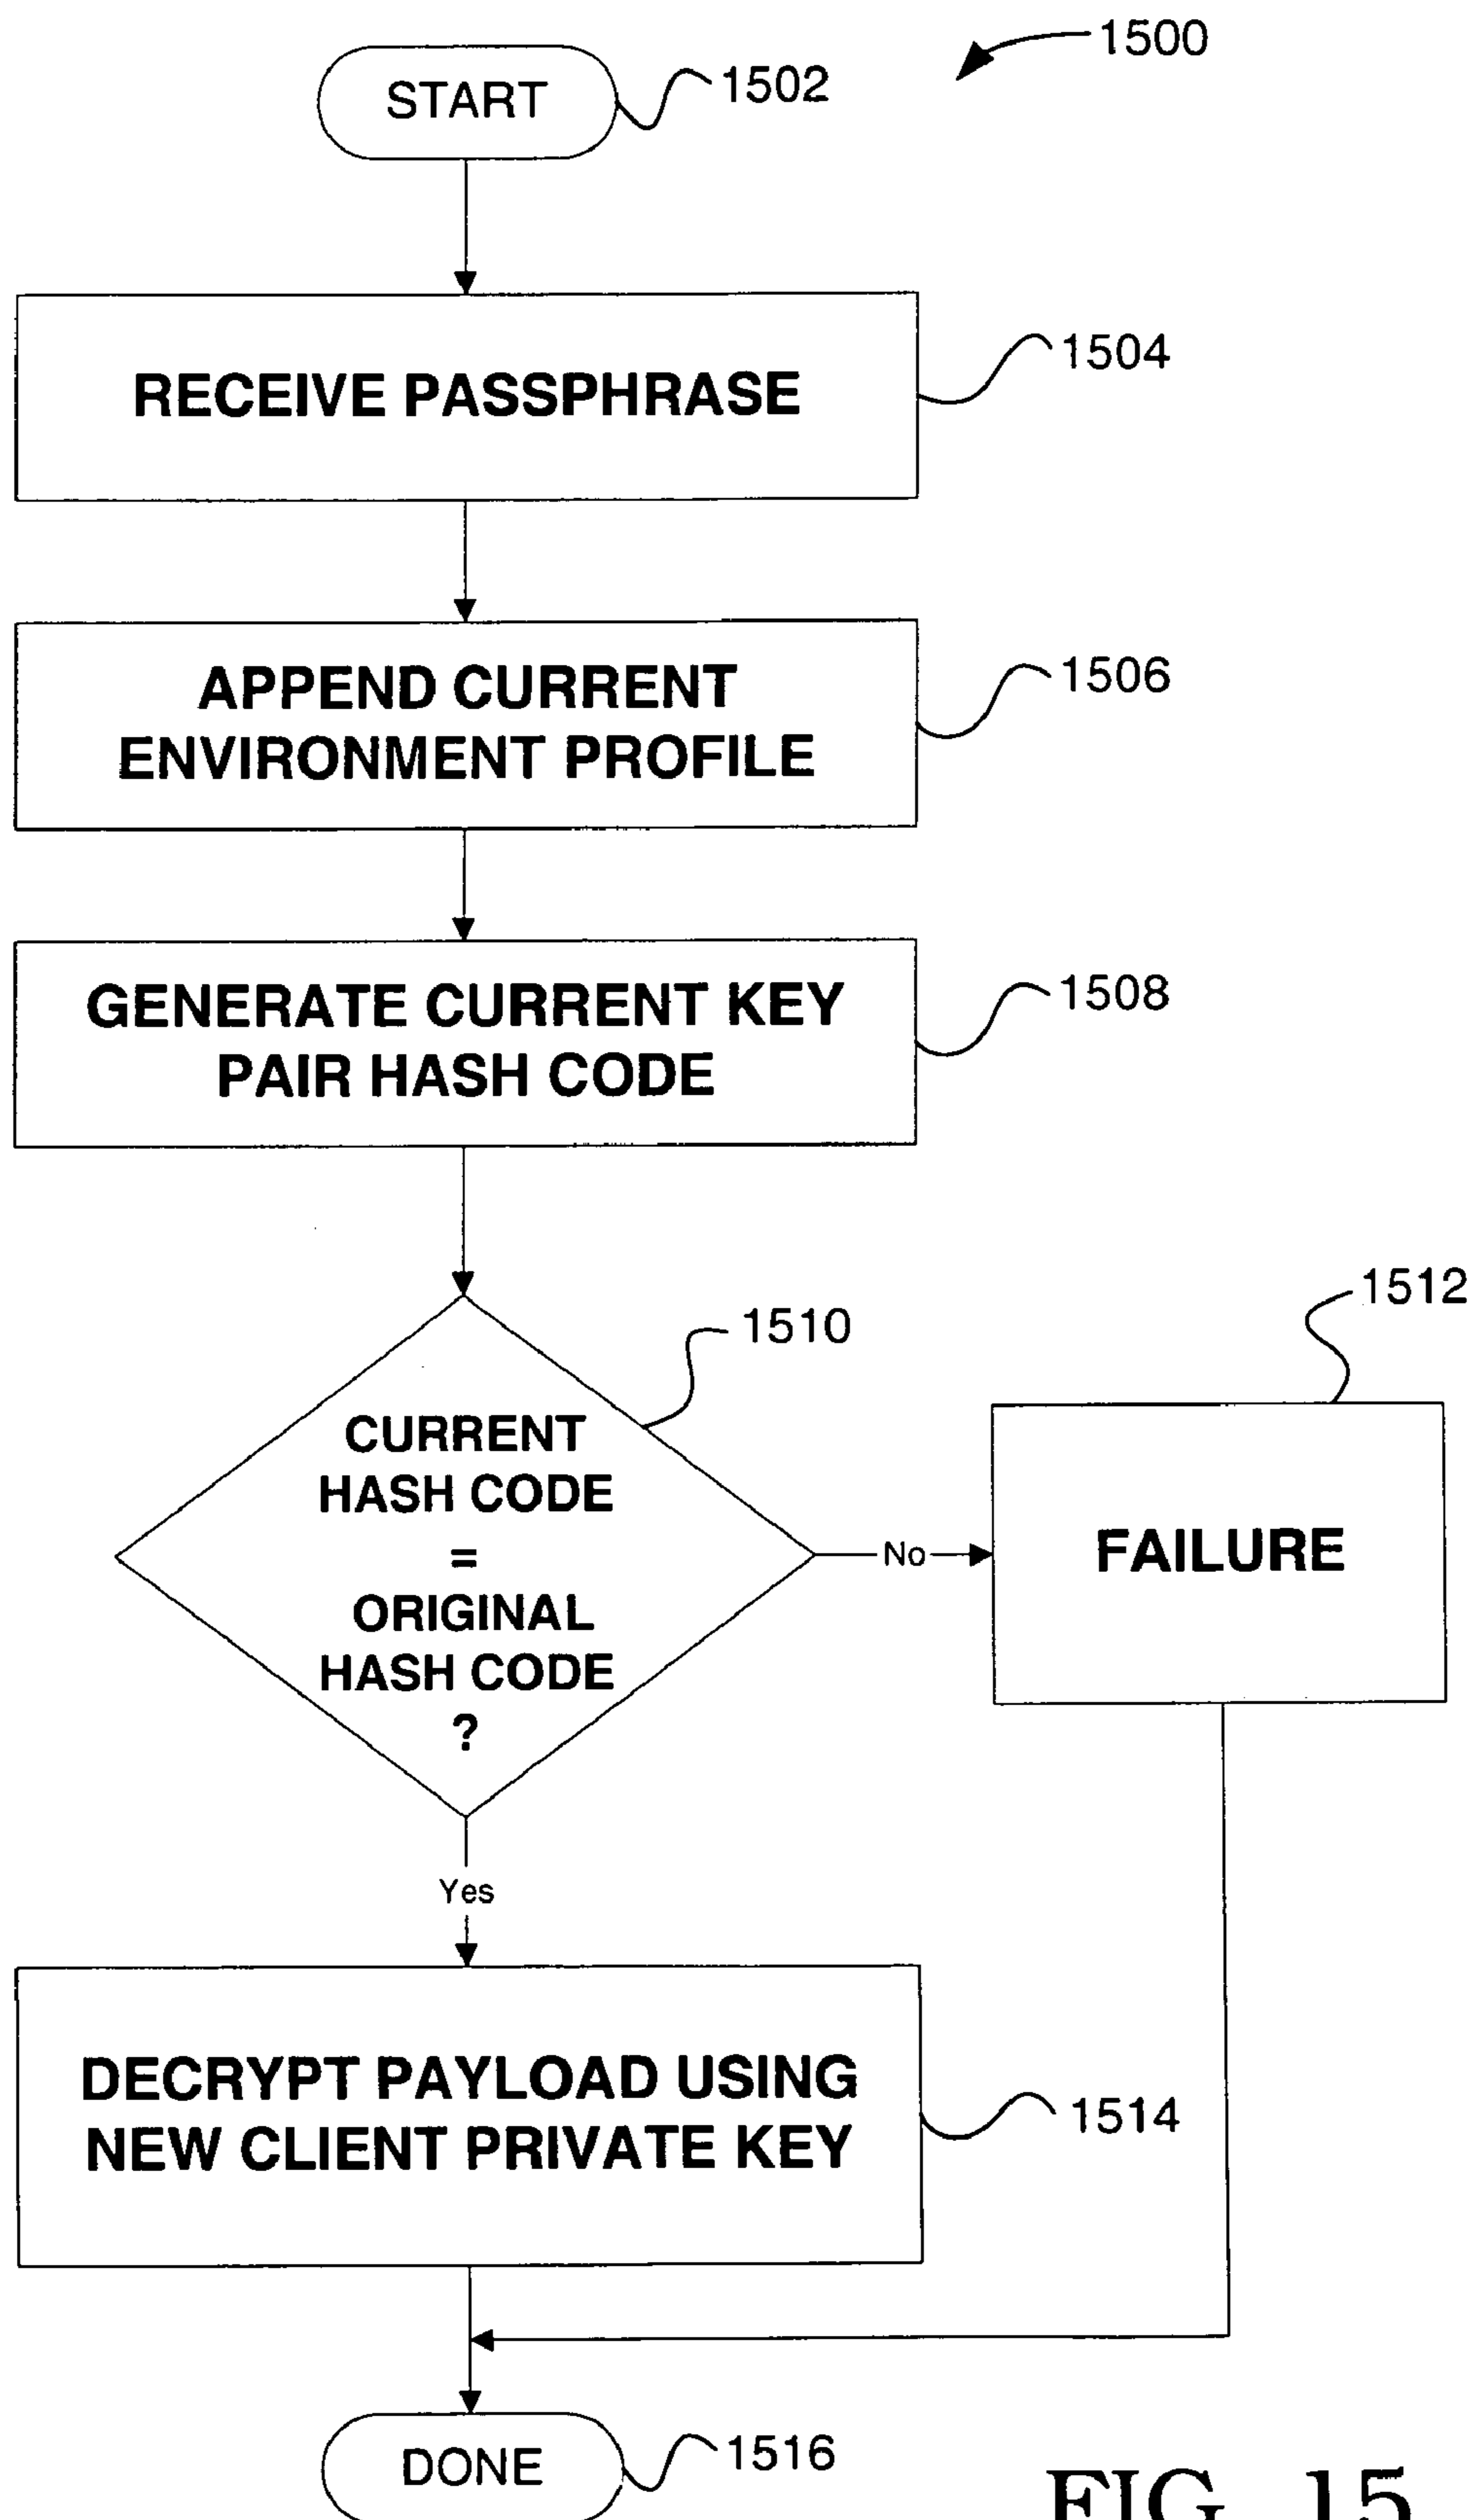 1500
START
1502
RECEIVE PASSPHRASE
1504
APPEND CURRENT
ENVIRONMENT PROFILE
1506
GENERATE CURRENT KEY
PAIR HASH CODE
1508
1510
1512
CURRENT
HASH CODE
=
ORIGINAL
HASH CODE
?
No
FAILURE
Yes
DECRYPT PAYLOAD USING
NEW CLIENT PRIVATE KEY
1514
DONE
1516
FIG. 15